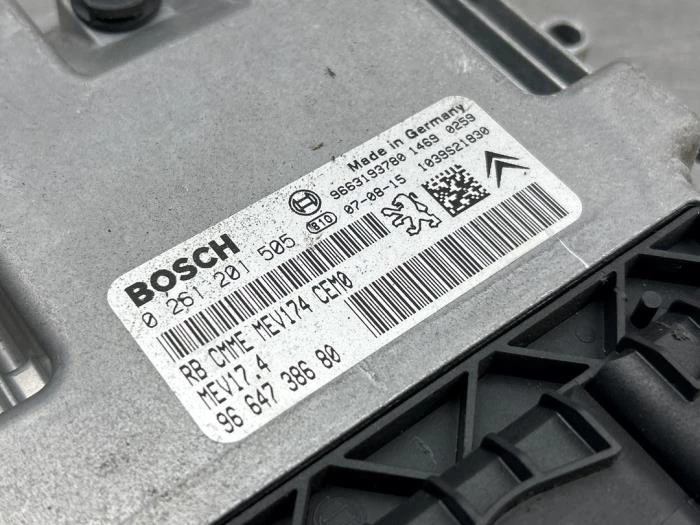 BOSCH
0 261 201 505
Made in Germany
9663193780 1469 0259
810 07-08-15 1039S21830
RB CMME MEV174 CEM0
MEV17.4
96 647 386 80